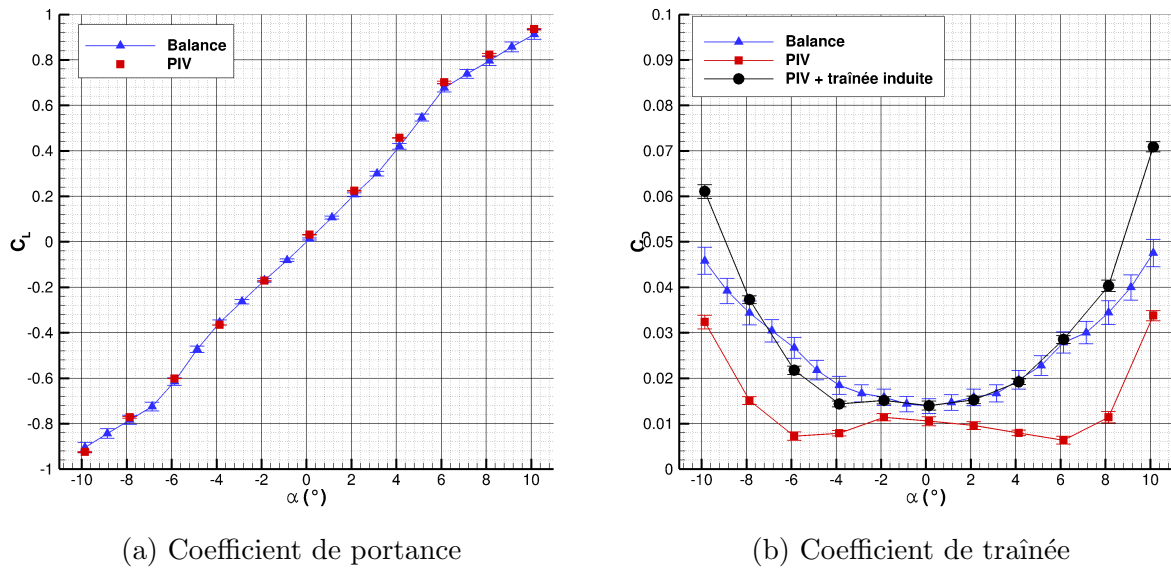 1
0.8
0.6
0.4
0.2
0
-0.2
-0.4
-0.6
-0.8
-1
C_L
Balance
PIV
-10 -8 -6 -4 -2 0 2 4 6 8 10
α (°)
(a) Coefficient de portance
0.1
0.09
0.08
0.07
0.06
0.05
0.04
0.03
0.02
0.01
0
Balance
PIV
PIV + traînée induite
-10 -8 -6 -4 -2 0 2 4 6 8 10
α (°)
(b) Coefficient de traînée